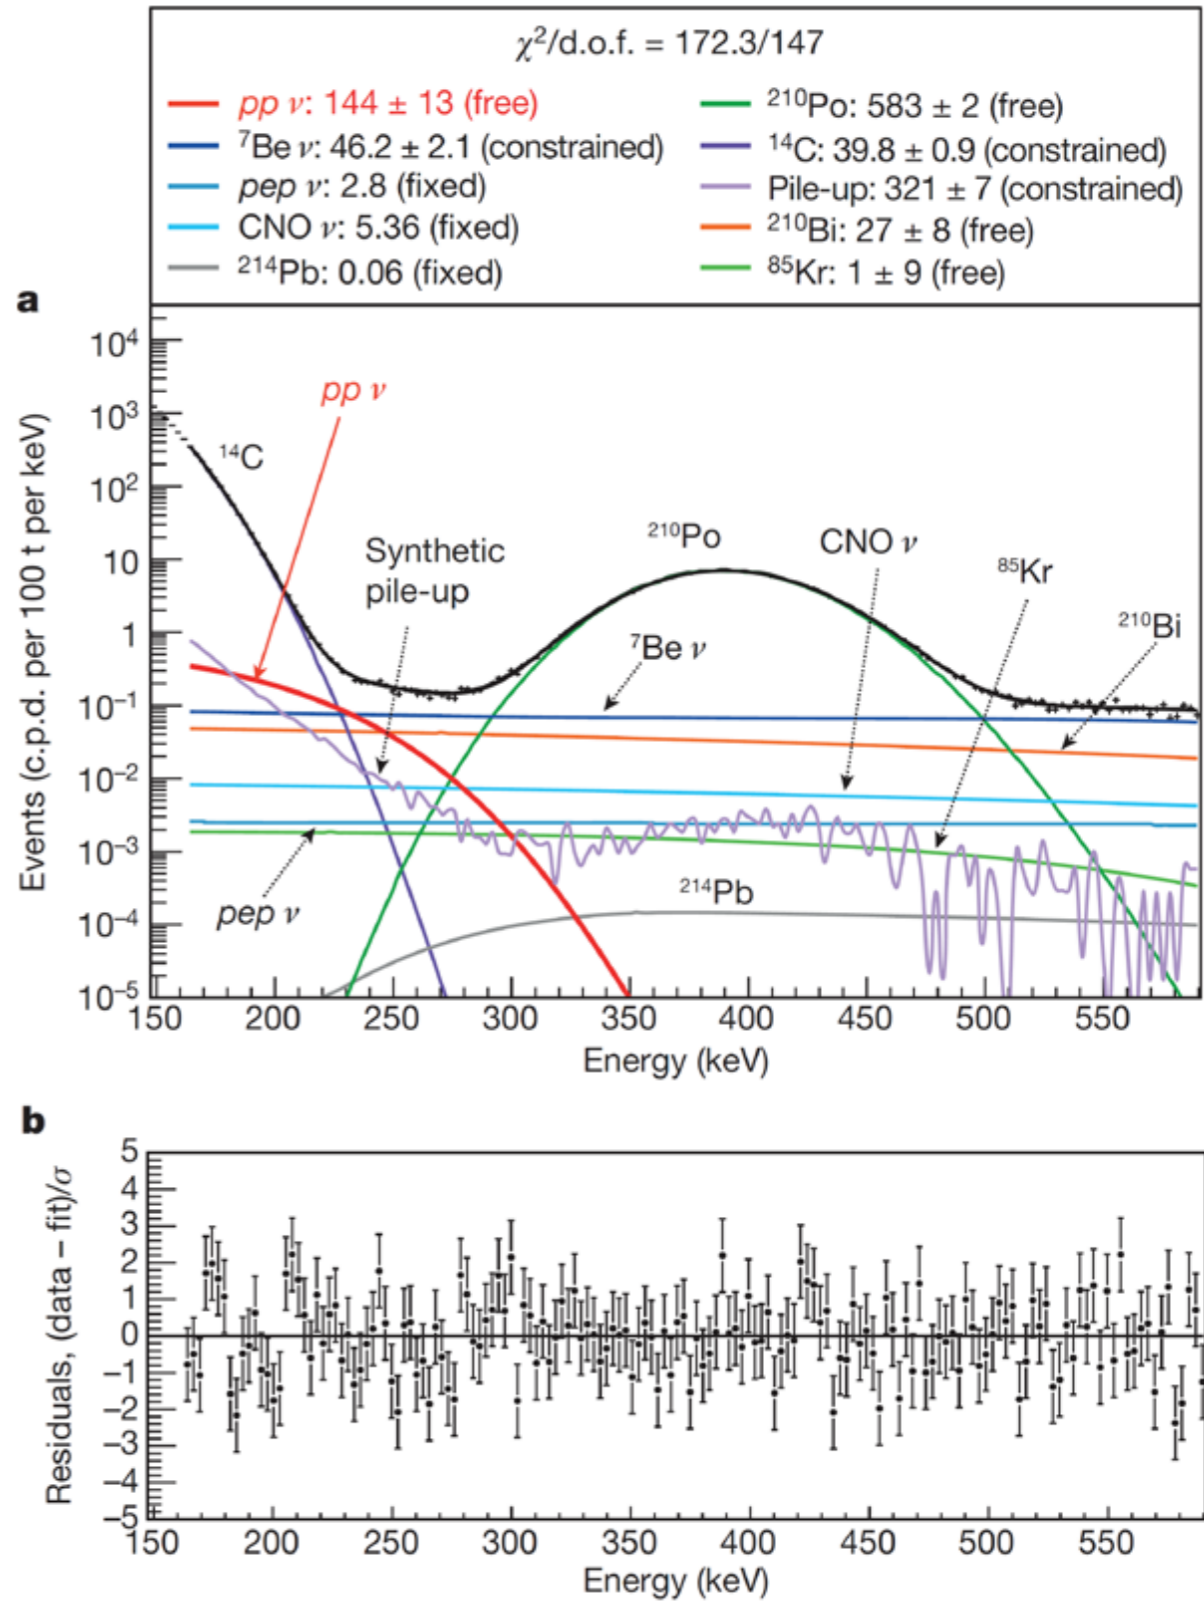 χ²/d.o.f. = 172.3/147
pp ν: 144 ± 13 (free)
⁷Be ν: 46.2 ± 2.1 (constrained)
pep ν: 2.8 (fixed)
CNO ν: 5.36 (fixed)
²¹⁴Pb: 0.06 (fixed)
²¹⁰Po: 583 ± 2 (free)
¹⁴C: 39.8 ± 0.9 (constrained)
Pile-up: 321 ± 7 (constrained)
²¹⁰Bi: 27 ± 8 (free)
⁸⁵Kr: 1 ± 9 (free)
a
Events (c.p.d. per 100 t per keV)
10⁴
10³
10²
10
1
10⁻¹
10⁻²
10⁻³
10⁻⁴
10⁻⁵
pp ν
¹⁴C
Synthetic
pile-up
²¹⁰Po
CNO ν
⁸⁵Kr
²¹⁰Bi
⁷Be ν
pep ν
²¹⁴Pb
150 200 250 300 350 400 450 500 550
Energy (keV)
b
Residuals, (data – fit)/σ
5
4
3
2
1
0
–1
–2
–3
–4
–5
150 200 250 300 350 400 450 500 550
Energy (keV)